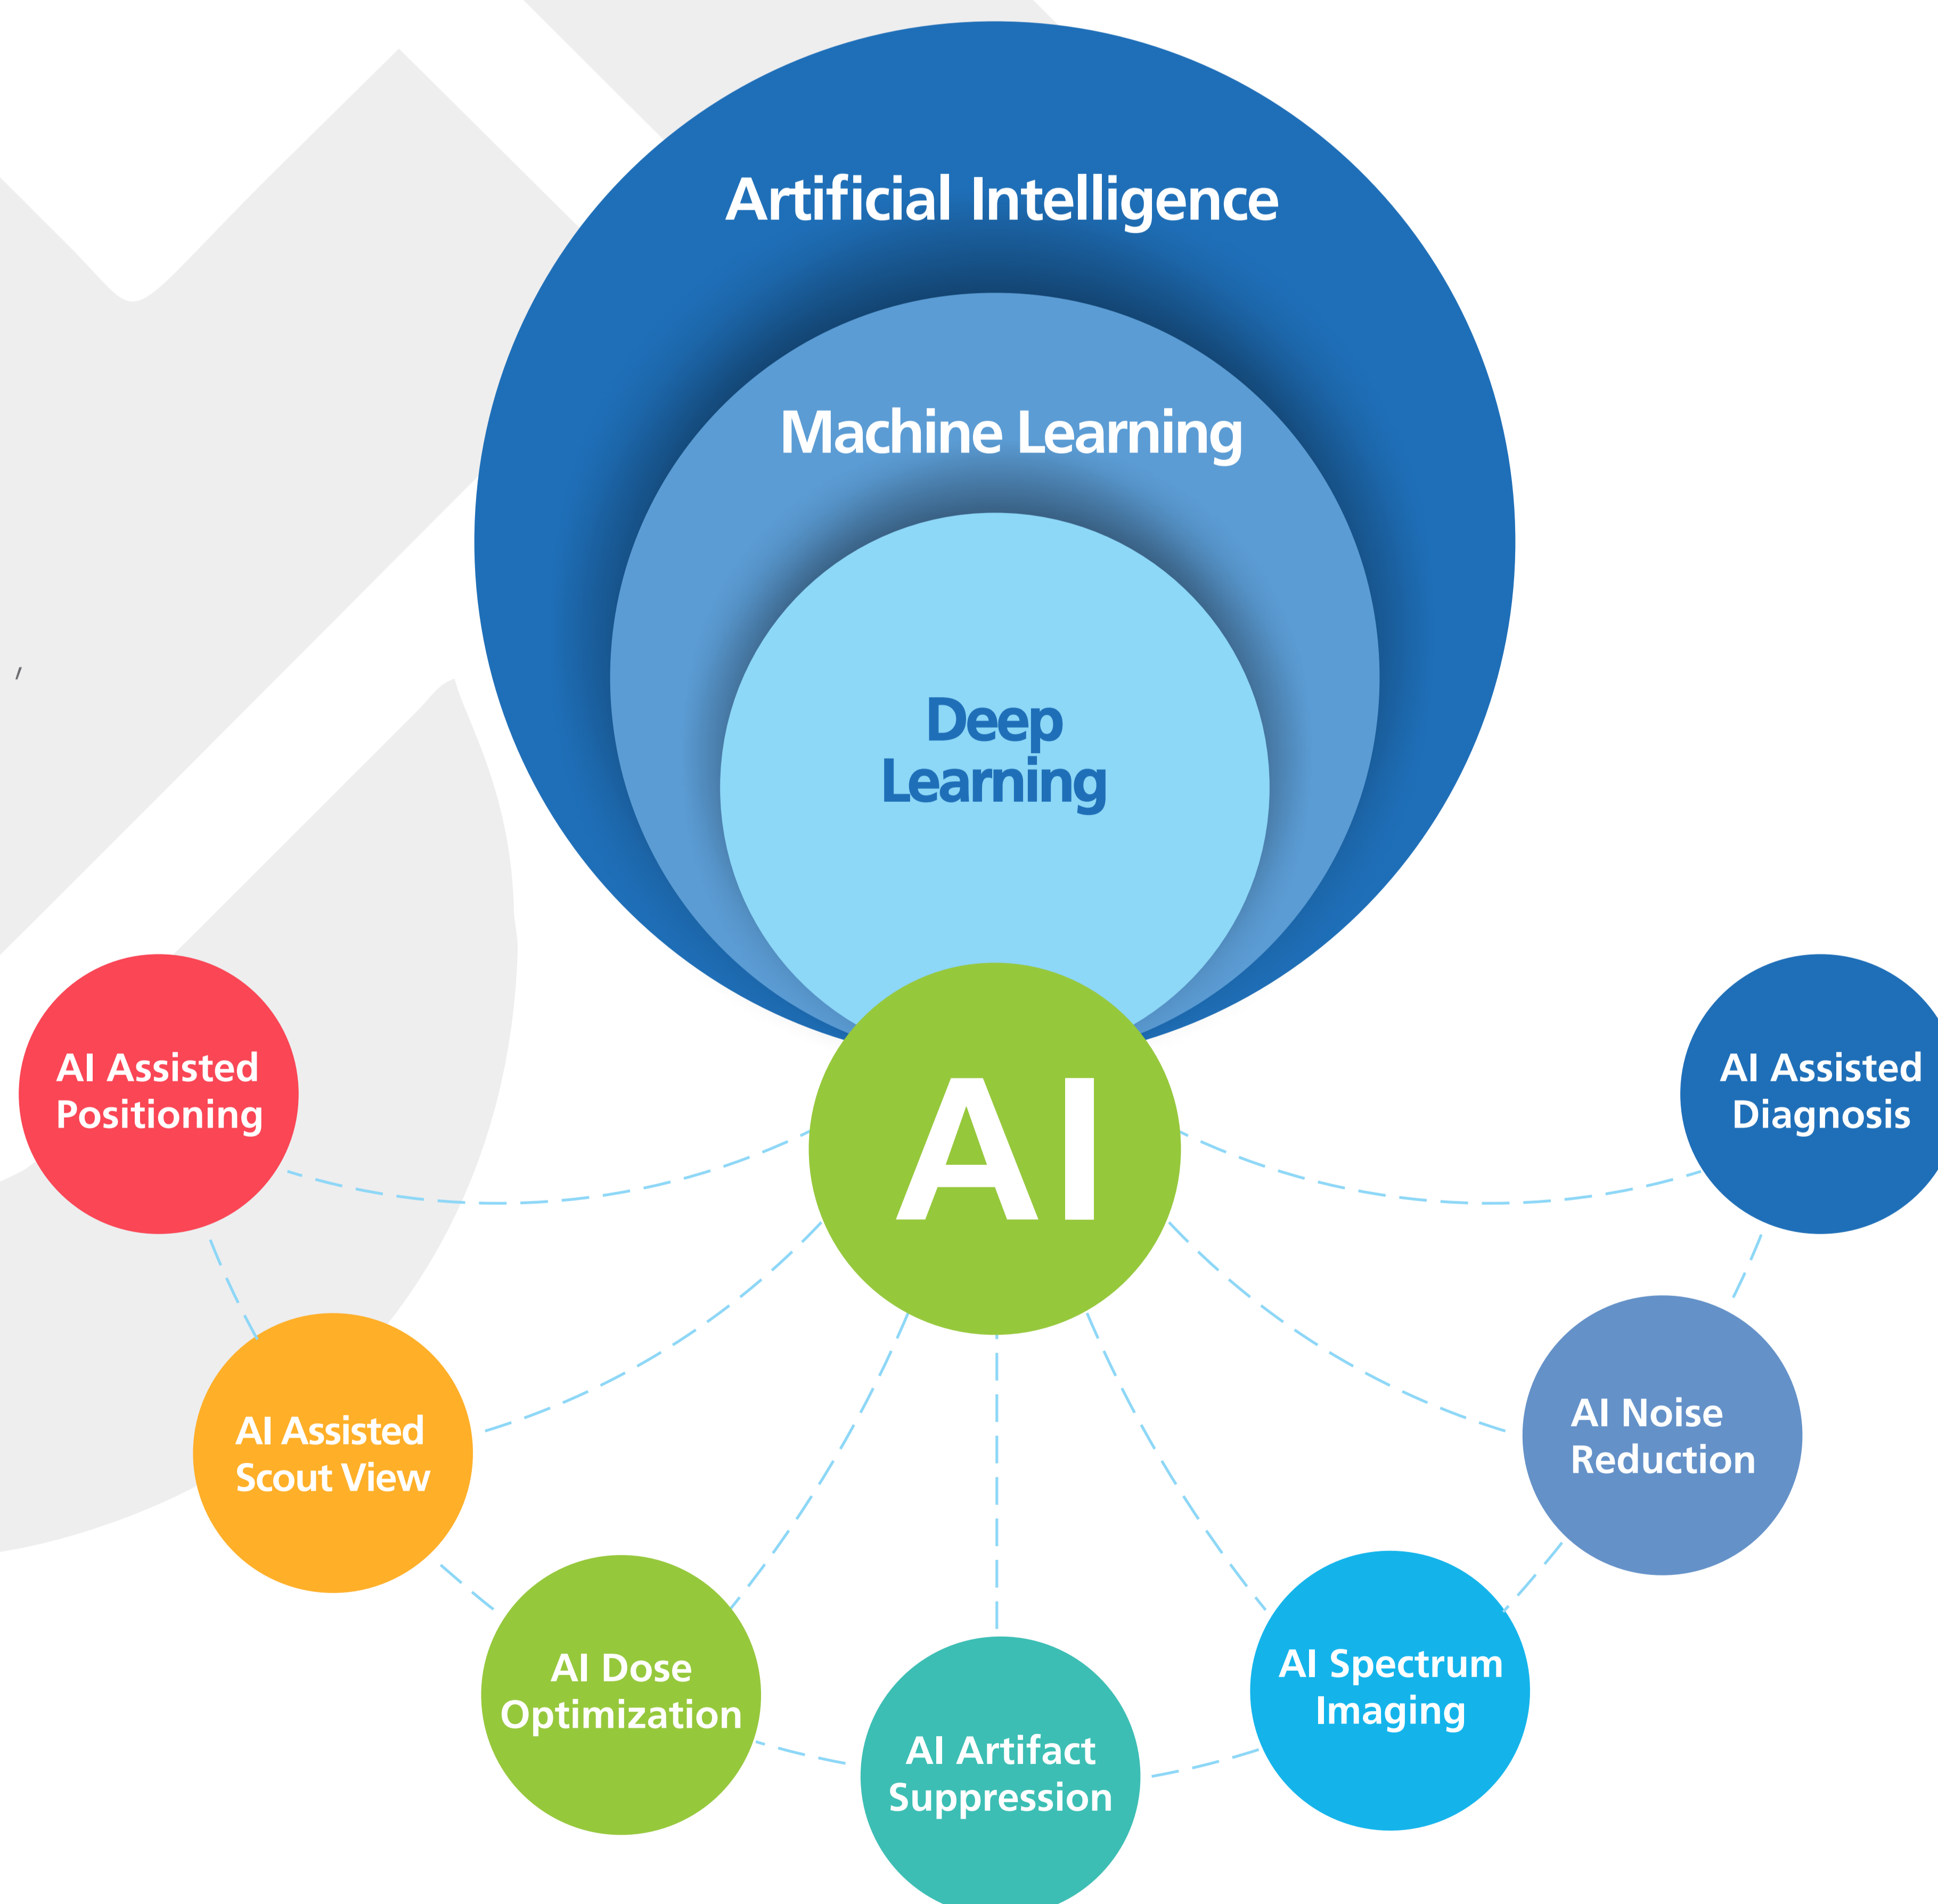 Artificial Intelligence
Machine Learning
Deep
Learning
AI
AI Assisted
Positioning
AI Assisted
Scout View
AI Dose
Optimization
AI Artifact
Suppression
AI Spectrum
Imaging
AI Noise
Reduction
AI Assisted
Diagnosis